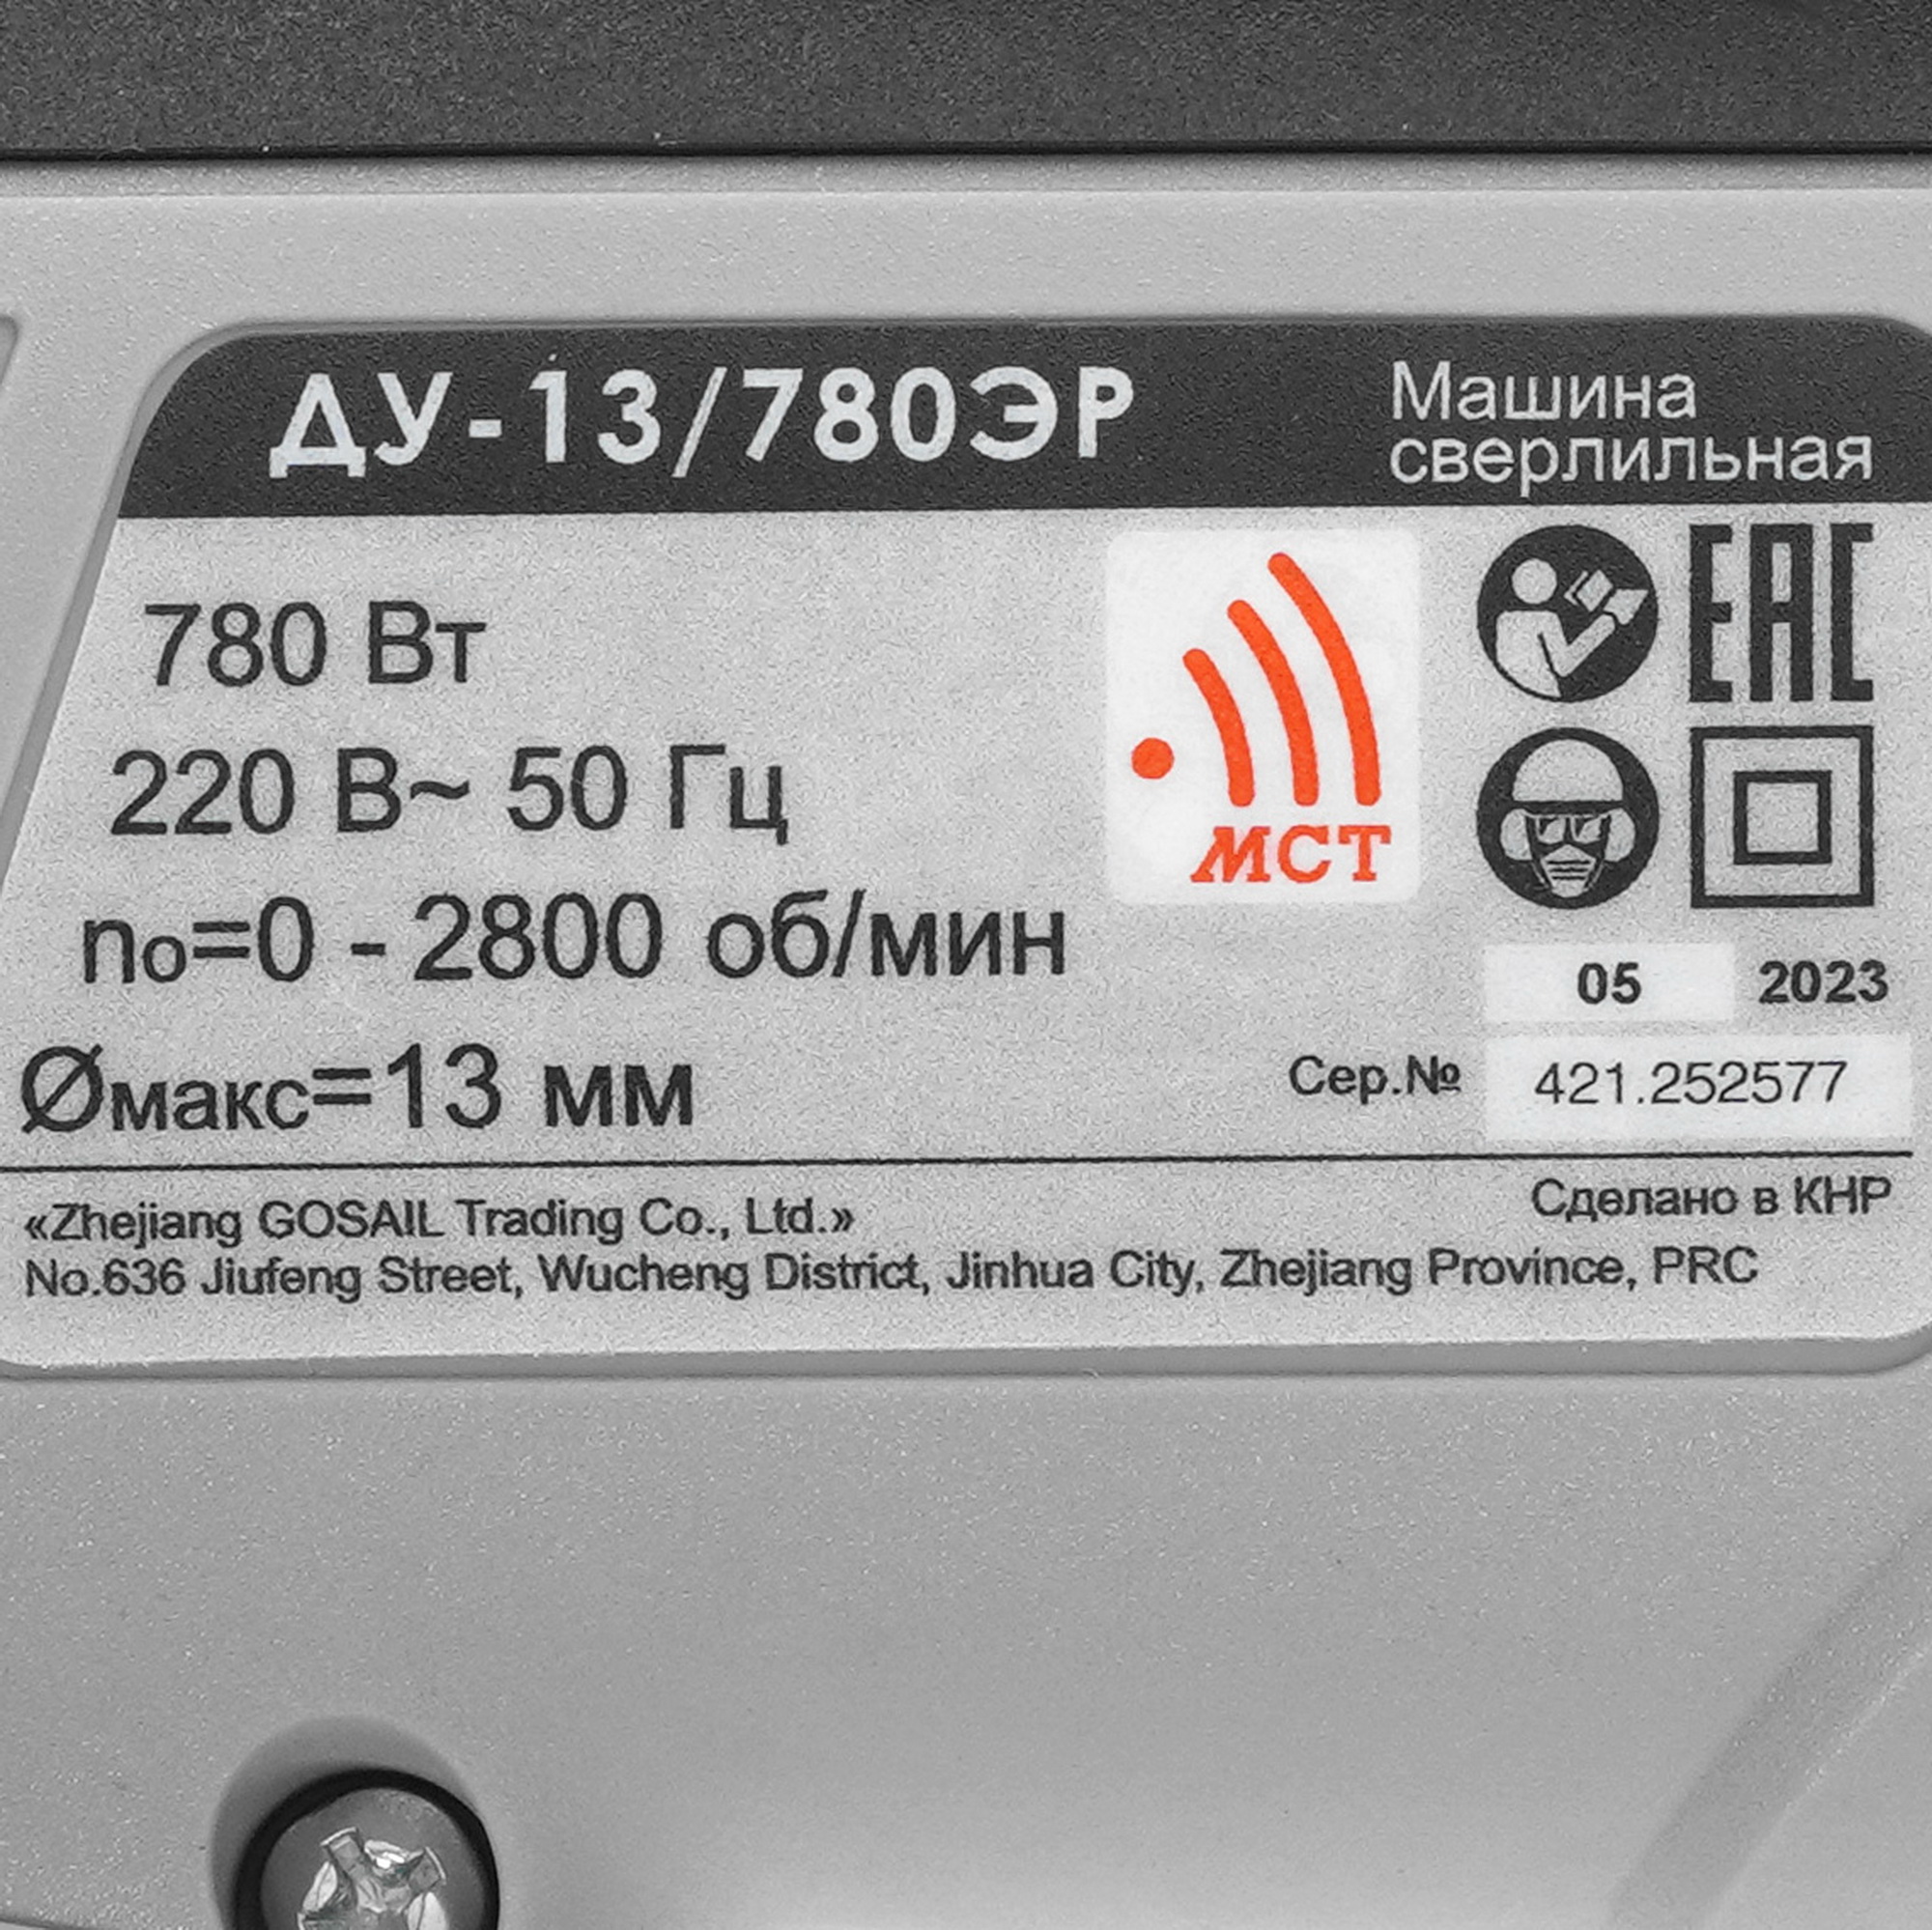 ДУ-13/780ЭР
Машина
сверлильная
780 Вт
220 В~ 50 Гц
nо=0 - 2800 об/мин
Øмакс=13 мм
МСТ
ЕАС
05 2023
Сер.№ 421.252577
Сделано в КНР
«Zhejiang GOSAIL Trading Co., Ltd.»
No.636 Jiufeng Street, Wucheng District, Jinhua City, Zhejiang Province, PRC